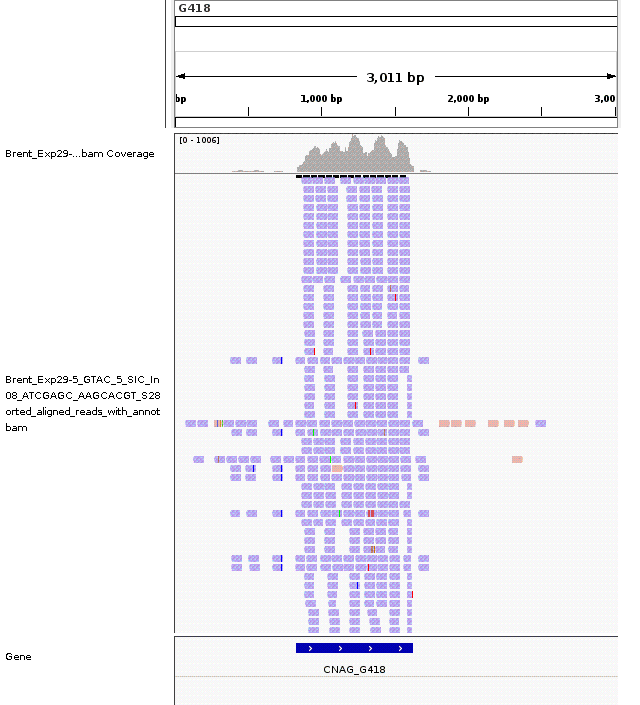 G418
3,011 bp
bp 1,000 bp 2,000 bp 3,00
[0 - 1006]
Brent_Exp29-...bam Coverage
Brent_Exp29-5_GTAC_5_SIC_In
08_ATCGAGC_AAGCACGT_S28
orted_aligned_reads_with_annot
bam
Gene
CNAG_G418